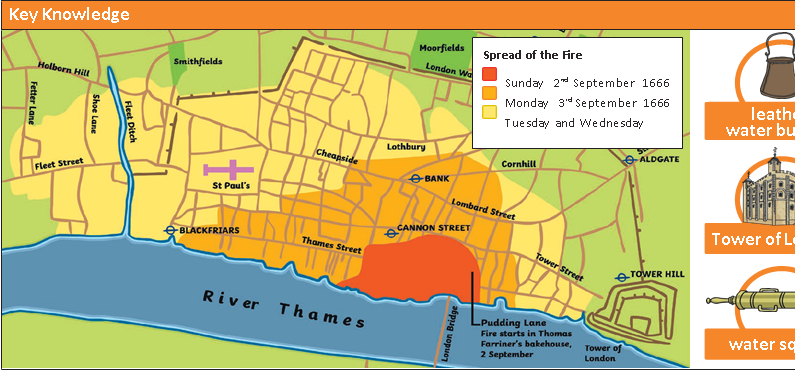 Key Knowledge
Moorfields
London Wa
Smithfields
Holborn Hill
Fetter Lane
Shoe Lane
Fleet Ditch
Fleet Street
St Paul's
Cheapside
Lothbury
Cornhill
BANK
Lombard Street
CANNON STREET
BLACKFRIARS
Thames Street
Tower Street
ALDGATE
TOWER HILL
River Thames
London Bridge
Pudding Lane
Fire starts in Thomas
Farriner's bakehouse,
2 September
Tower of
London
Spread of the Fire
Sunday 2nd September 1666
Monday 3rd September 1666
Tuesday and Wednesday
leathe
water bu
Tower of L
water sq